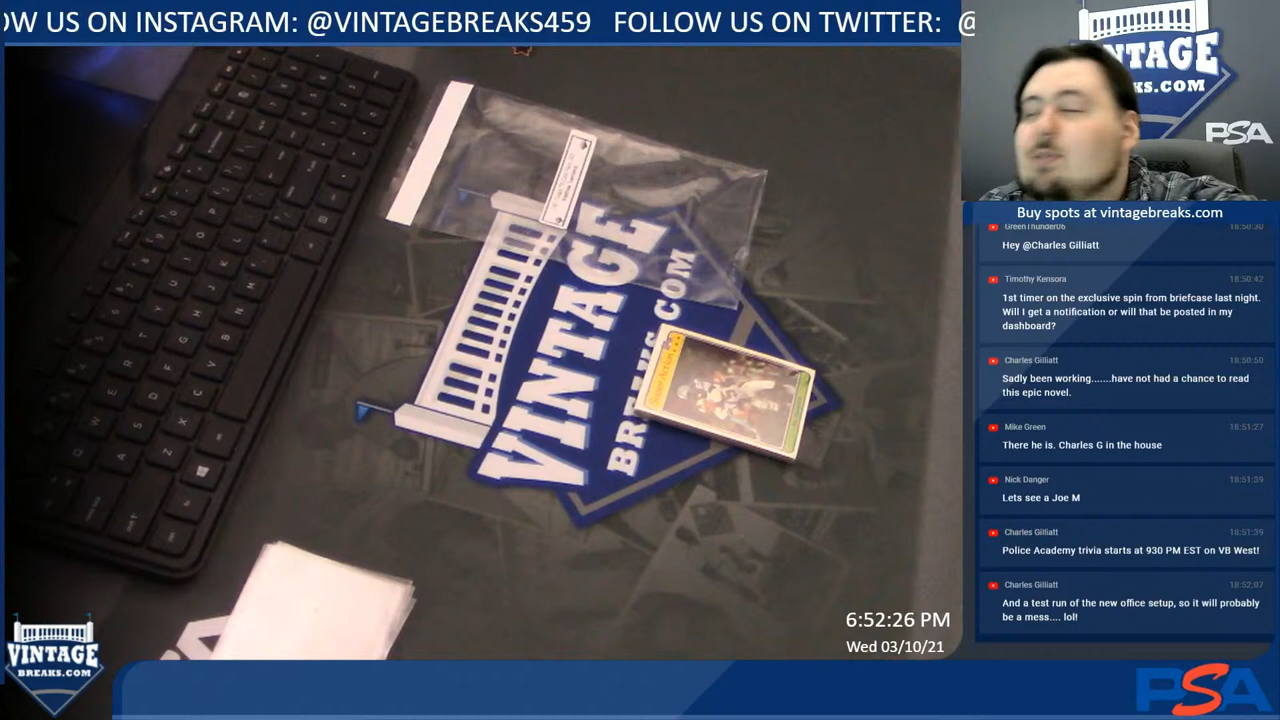 OW US ON INSTAGRAM: @VINTAGEBREAKS459 FOLLOW US ON TWITTER: @
VINTAGE
BREAKS.COM
Super Action
VINTAGE
KS.COM
PSA
Buy spots at vintagebreaks.com
GreenThunder06 18:50:30
Hey @Charles Gilliatt
Timothy Kensora 18:50:42
1st timer on the exclusive spin from briefcase last night.
Will I get a notification or will that be posted in my
dashboard?
Charles Gilliatt 18:50:50
Sadly been working.......have not had a chance to read
this epic novel.
Mike Green 18:51:27
There he is. Charles G in the house
Nick Danger 18:51:39
Lets see a Joe M
Charles Gilliatt 18:51:39
Police Academy trivia starts at 930 PM EST on VB West!
Charles Gilliatt 18:52:07
And a test run of the new office setup, so it will probably
be a mess.... lol!
6:52:26 PM
Wed 03/10/21
VINTAGE
BREAKS.COM
PSA